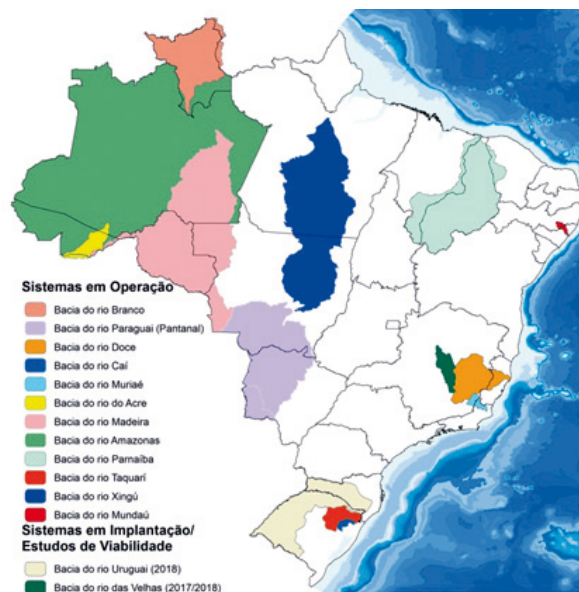 Sistemas em Operação
Bacia do rio Branco
Bacia do rio Paraguai (Pantanal)
Bacia do rio Doce
Bacia do rio Caí
Bacia do rio Muriaé
Bacia do rio do Acre
Bacia do rio Madeira
Bacia do rio Amazonas
Bacia do rio Parnaíba
Bacia do rio Taquarí
Bacia do rio Xingú
Bacia do rio Mundaú
Sistemas em Implantação/
Estudos de Viabilidade
Bacia do rio Uruguai (2018)
Bacia do rio das Velhas (2017/2018)